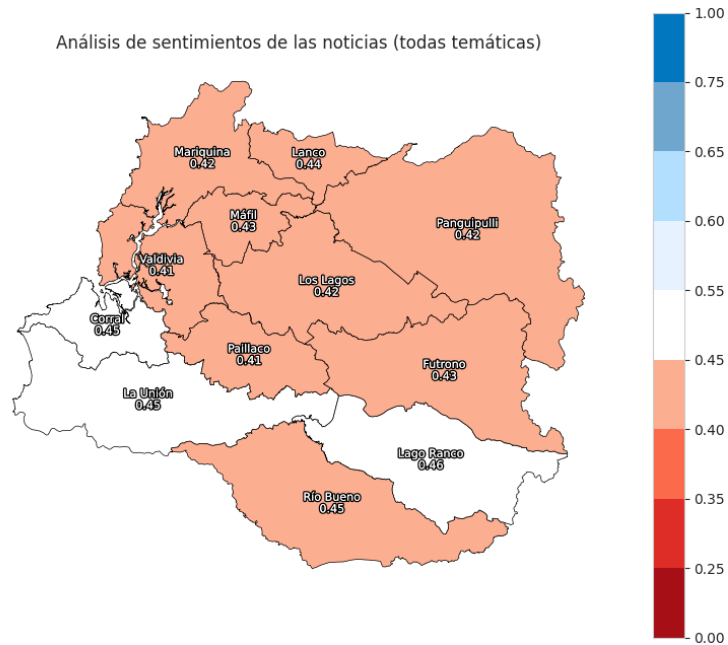 Análisis de sentimientos de las noticias (todas temáticas)
Mariquina
0.42
Lanco
0.44
Máfil
0.43
Panguipulli
0.42
Valdivia
0.41
Los Lagos
0.42
Corral
0.45
Paillaco
0.41
Futrono
0.43
La Unión
0.45
Lago Ranco
0.46
Río Bueno
0.45
1.00
0.75
0.65
0.60
0.55
0.45
0.40
0.35
0.25
0.00